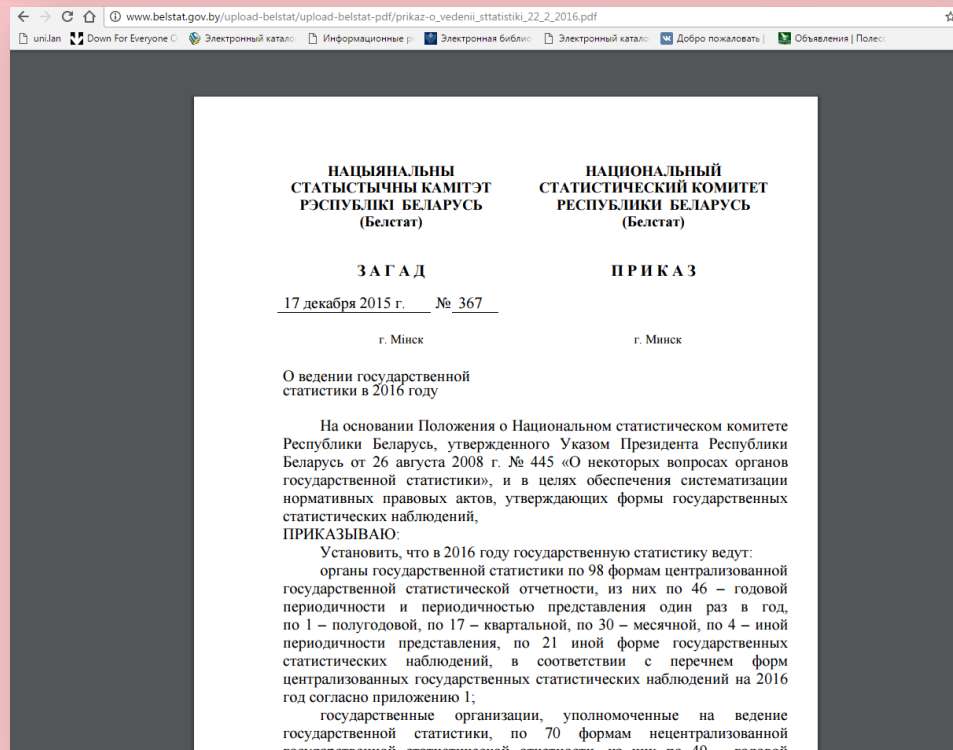 www.belstat.gov.by/upload-belstat/upload-belstat-pdf/prikaz-o_vedenii_sttatistiki_22_2_2016.pdf
uni.lan Down For Everyone О Электронный катало Информационные р Электронная библио Электронный катало Добро пожаловать | Объявления | Полес
НАЦЫЯНАЛЬНЫ НАЦИОНАЛЬНЫЙ
СТАТЫСТЫЧНЫ КАМІТЭТ СТАТИСТИЧЕСКИЙ КОМИТЕТ
РЭСПУБЛІКІ БЕЛАРУСЬ РЕСПУБЛИКИ БЕЛАРУСЬ
(Белстат) (Белстат)
ЗАГАД ПРИКАЗ
17 декабря 2015 г. № 367
г. Мінск г. Минск
О ведении государственной
статистики в 2016 году
На основании Положения о Национальном статистическом комитете
Республики Беларусь, утвержденного Указом Президента Республики
Беларусь от 26 августа 2008 г. № 445 «О некоторых вопросах органов
государственной статистики», и в целях обеспечения систематизации
нормативных правовых актов, утверждающих формы государственных
статистических наблюдений,
ПРИКАЗЫВАЮ:
Установить, что в 2016 году государственную статистику ведут:
органы государственной статистики по 98 формам централизованной
государственной статистической отчетности, из них по 46 – годовой
периодичности и периодичностью представления один раз в год,
по 1 – полугодовой, по 17 – квартальной, по 30 – месячной, по 4 – иной
периодичности представления, по 21 иной форме государственных
статистических наблюдений, в соответствии с перечнем форм
централизованных государственных статистических наблюдений на 2016
год согласно приложению 1;
государственные организации, уполномоченные на ведение
государственной статистики, по 70 формам нецентрализованной